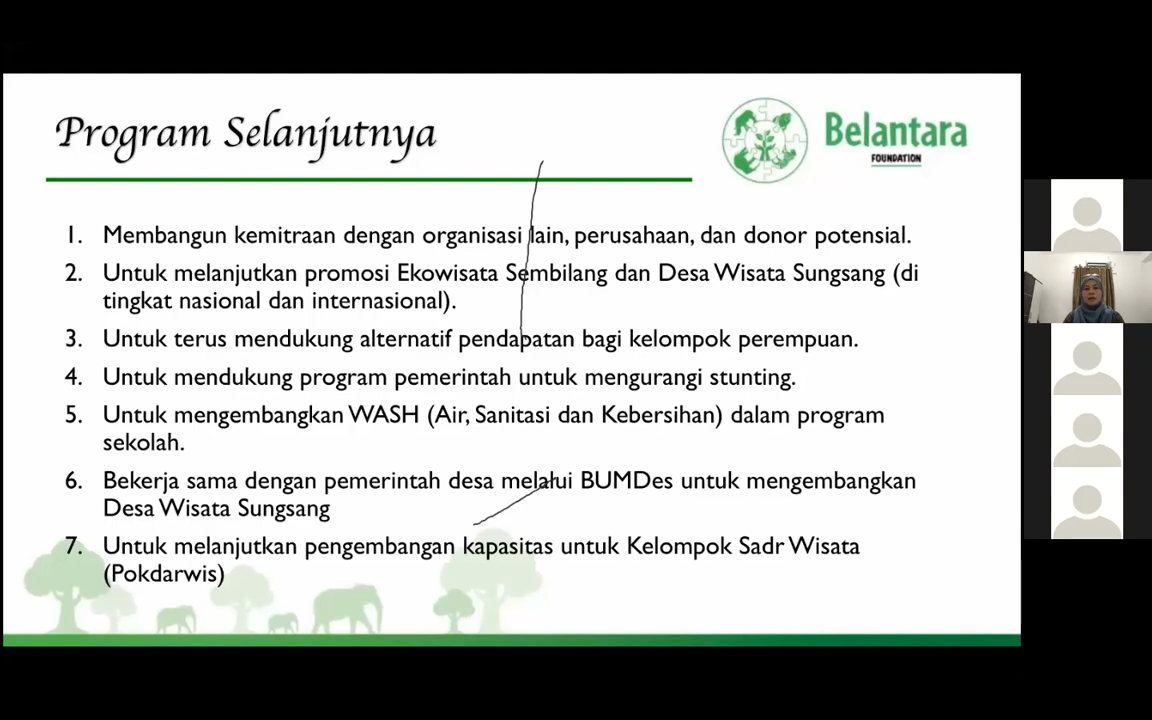 Program Selanjutnya
Belantara
FOUNDATION
1. Membangun kemitraan dengan organisasi lain, perusahaan, dan donor potensial.
2. Untuk melanjutkan promosi Ekowisata Sembilang dan Desa Wisata Sungsang (di
tingkat nasional dan internasional).
3. Untuk terus mendukung alternatif pendapatan bagi kelompok perempuan.
4. Untuk mendukung program pemerintah untuk mengurangi stunting.
5. Untuk mengembangkan WASH (Air, Sanitasi dan Kebersihan) dalam program
sekolah.
6. Bekerja sama dengan pemerintah desa melalui BUMDes untuk mengembangkan
Desa Wisata Sungsang
7. Untuk melanjutkan pengembangan kapasitas untuk Kelompok Sadr Wisata
(Pokdarwis)